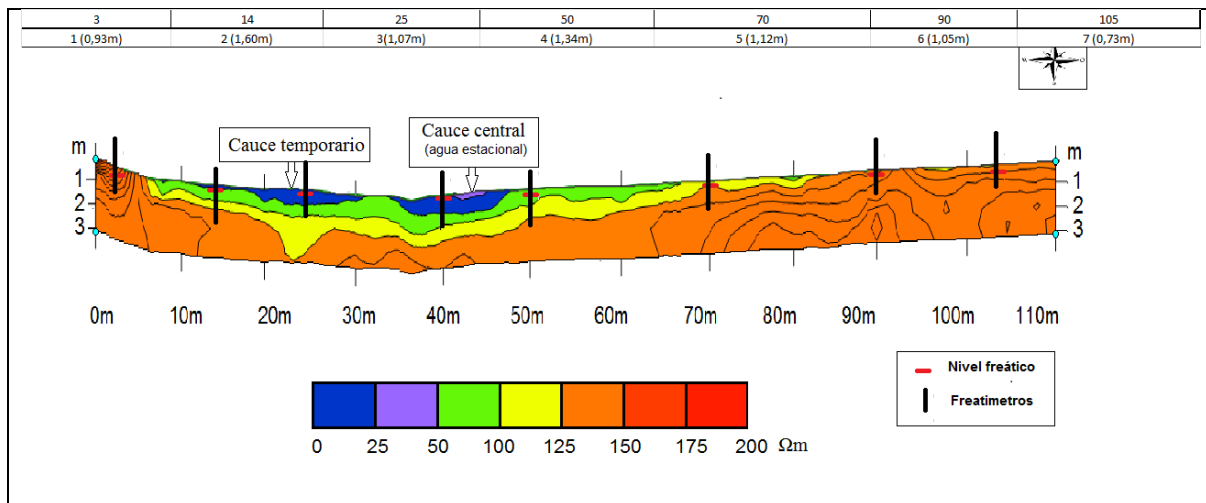 3 14 25 50 70 90 105
1 (0,93m) 2 (1,60m) 3(1,07m) 4 (1,34m) 5 (1,12m) 6 (1,05m) 7 (0,73m)
Cauce temporario
Cauce central
(agua estacional)
m
1
2
3
m
1
2
3
0m 10m 20m 30m 40m 50m 60m 70m 80m 90m 100m 110m
Nivel freático
Freatimetros
0 25 50 100 125 150 175 200 Ωm